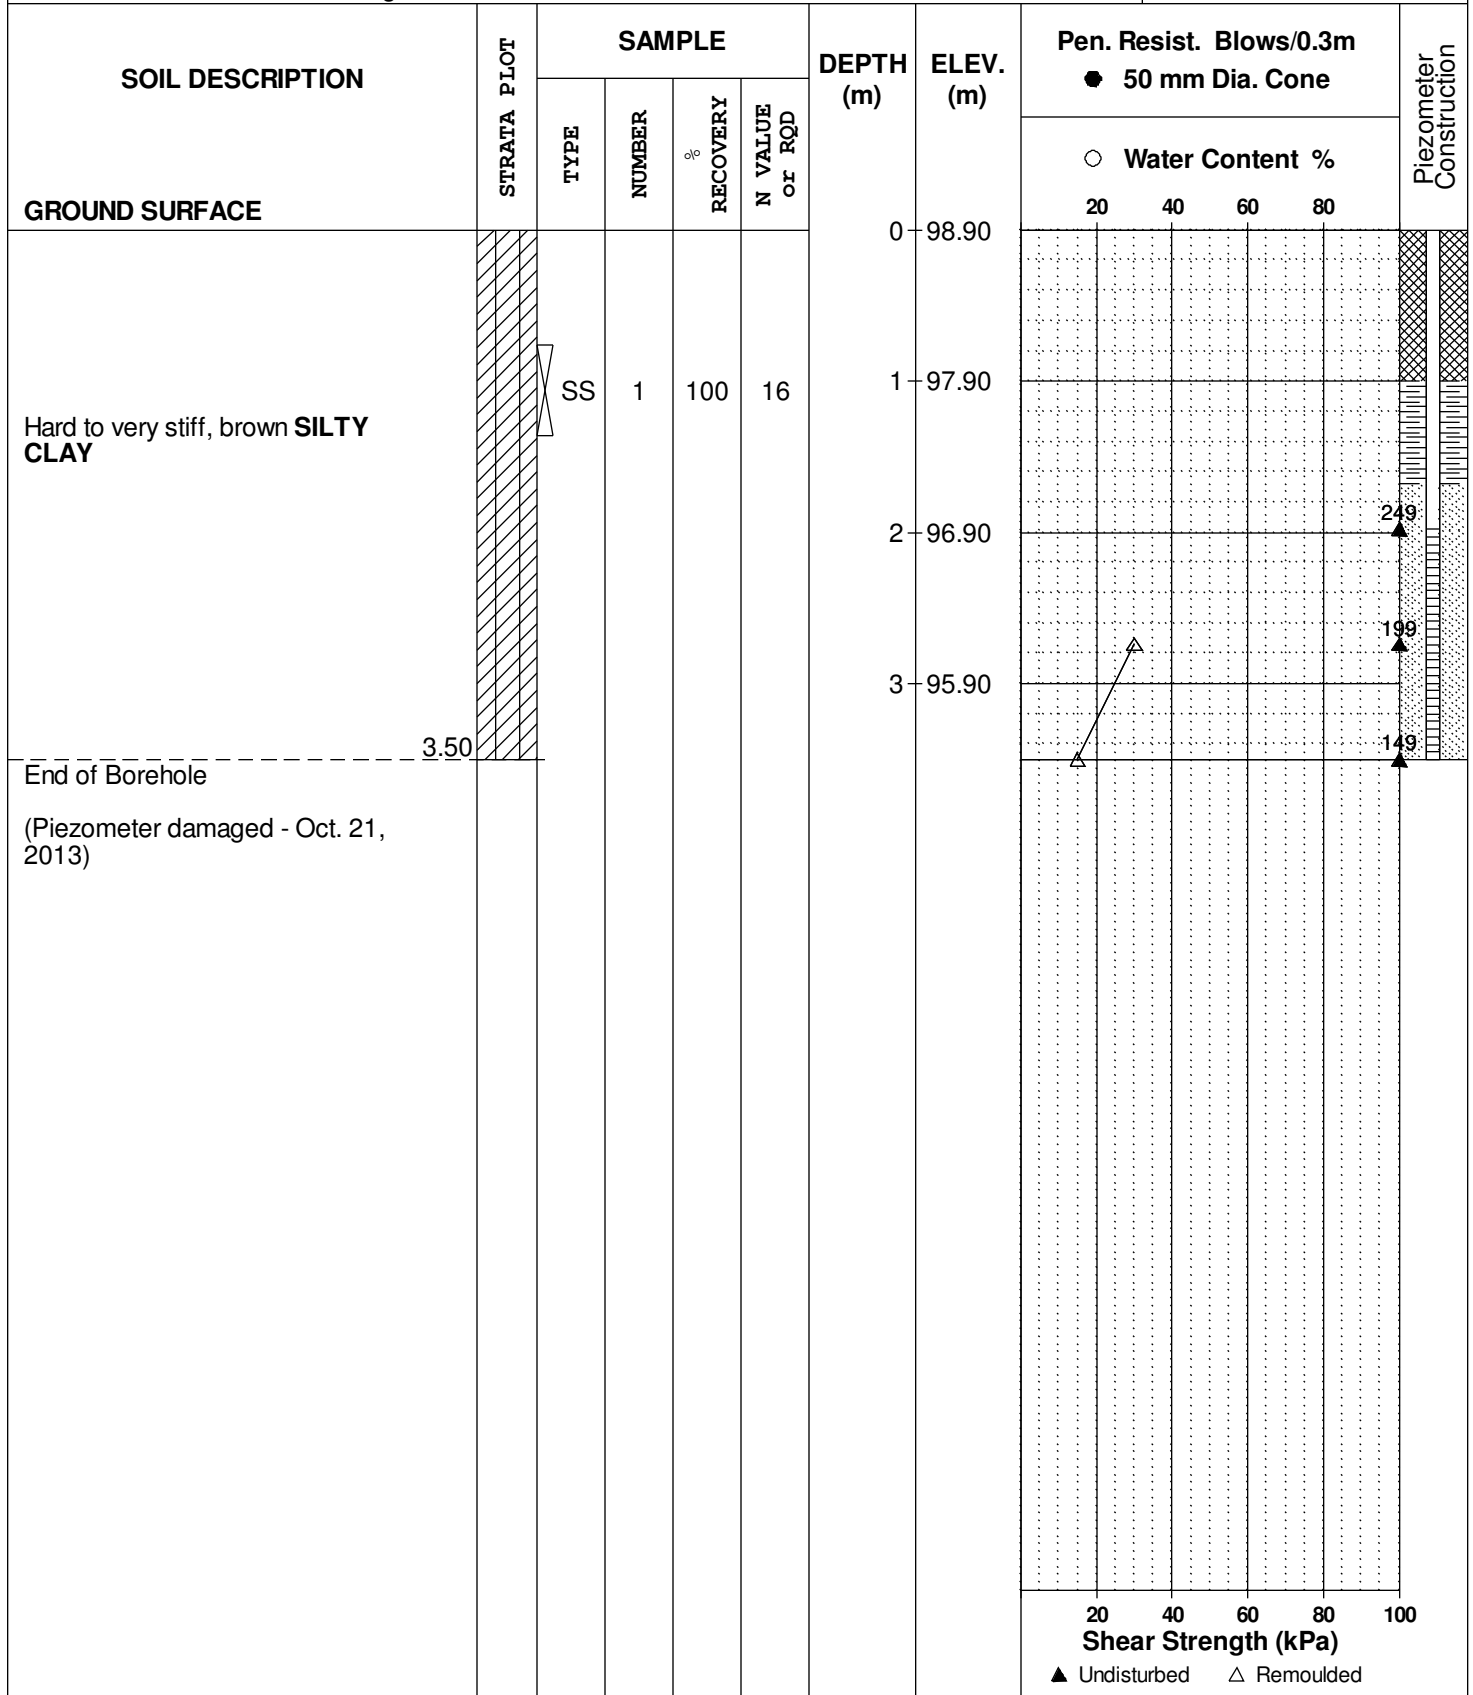 SOIL DESCRIPTION
GROUND SURFACE
STRATA PLOT
SAMPLE
TYPE
NUMBER
%
RECOVERY
N VALUE
or RQD
DEPTH
(m)
ELEV.
(m)
Pen. Resist. Blows/0.3m
● 50 mm Dia. Cone
○ Water Content %
20 40 60 80
Piezometer
Construction
0 98.90
SS 1 100 16
1 97.90
Hard to very stiff, brown SILTY
CLAY
249
2 96.90
199
3 95.90
3.50
149
End of Borehole
(Piezometer damaged - Oct. 21,
2013)
20 40 60 80 100
Shear Strength (kPa)
▲ Undisturbed △ Remoulded